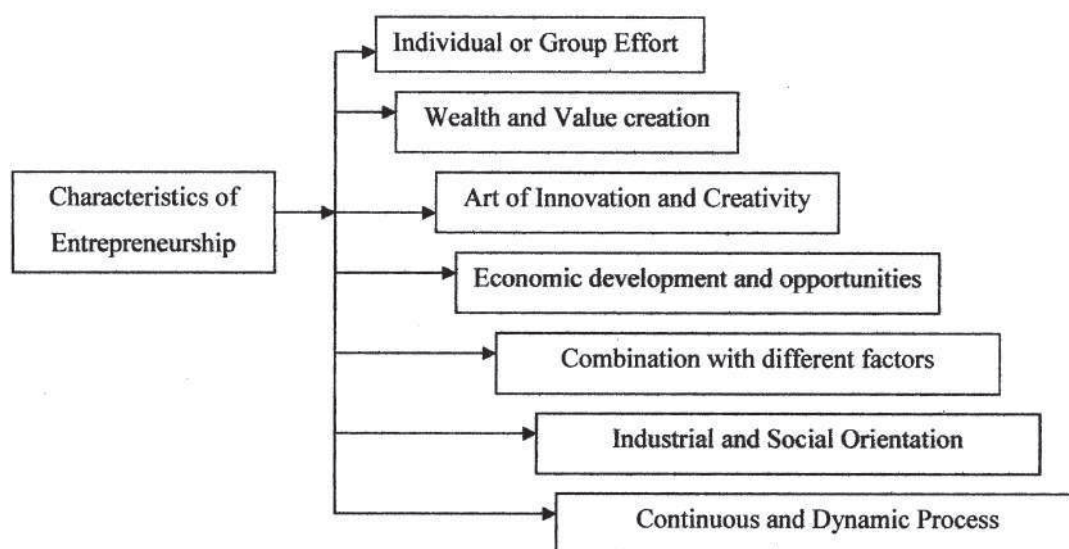 Individual or Group Effort
Wealth and Value creation
Characteristics of
Entrepreneurship
Art of Innovation and Creativity
Economic development and opportunities
Combination with different factors
Industrial and Social Orientation
Continuous and Dynamic Process